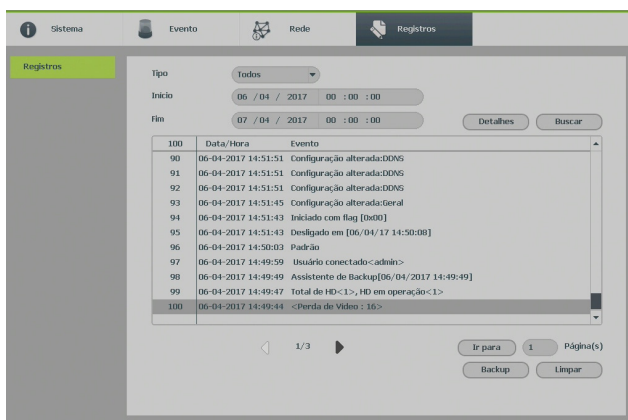 Sistema Evento Rede Registros
Registros
Tipo Todos
Início 06 /04 / 2017 00 :00 :00
Fim 07 /04 / 2017 00 :00 :00 Detalhes Buscar
100 Data/Hora Evento
90 06-04-2017 14:51:51 Configuração alterada:DDNS
91 06-04-2017 14:51:51 Configuração alterada:DDNS
92 06-04-2017 14:51:51 Configuração alterada:DDNS
93 06-04-2017 14:51:45 Configuração alterada:Geral
94 06-04-2017 14:51:43 Iniciado com flag [0x00]
95 06-04-2017 14:51:43 Desligado em [06/04/17 14:50:08]
96 06-04-2017 14:50:03 Padrão
97 06-04-2017 14:49:59 Usuário conectado<admin>
98 06-04-2017 14:49:49 Assistente de Backup[06/04/2017 14:49:49]
99 06-04-2017 14:49:47 Total de HD<1>, HD em operação<1>
100 06-04-2017 14:49:44 <Perda de Vídeo : 16>
1/3 Ir para 1 Página(s)
Backup Limpar